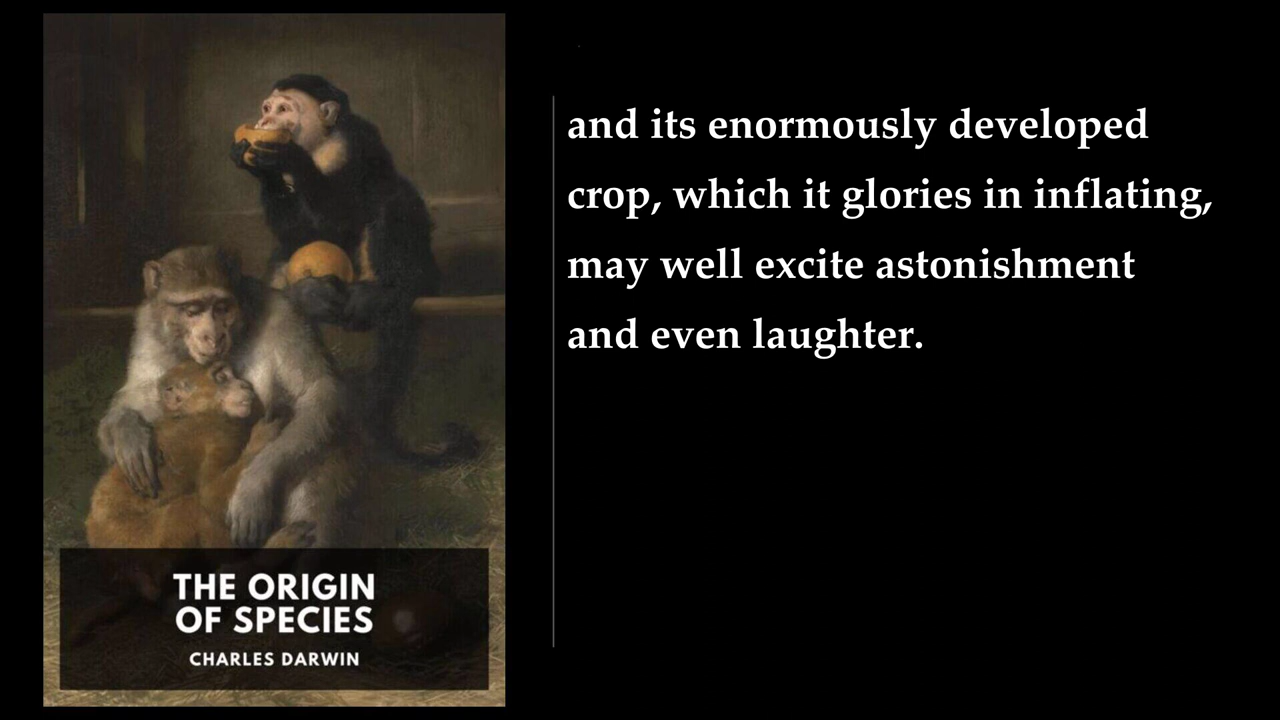 and its enormously developed
crop, which it glories in inflating,
may well excite astonishment
and even laughter.
THE ORIGIN
OF SPECIES
CHARLES DARWIN